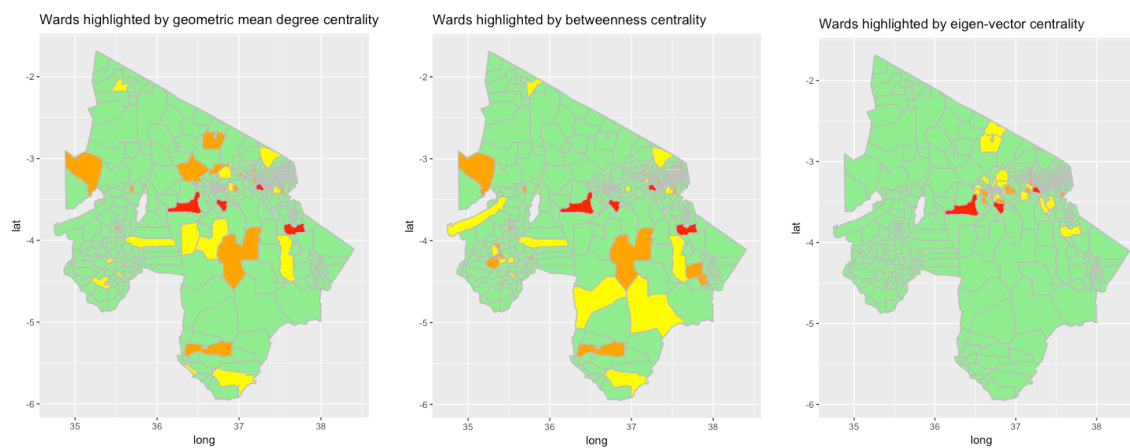 Wards highlighted by geometric mean degree centrality
Wards highlighted by betweenness centrality
Wards highlighted by eigen-vector centrality
-2
-3
-4
-5
-6
lat
35 36 37 38
long
-2
-3
-4
-5
-6
lat
35 36 37 38
long
-2
-3
-4
-5
-6
lat
35 36 37 38
long